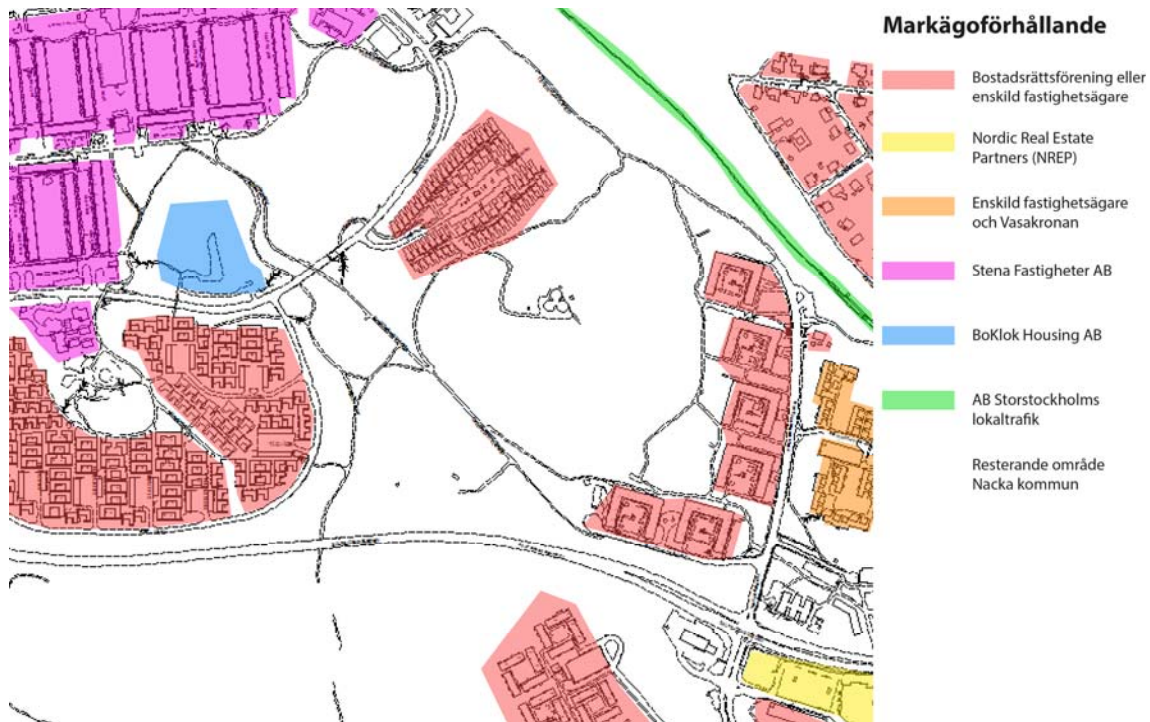 Markägoförhållande
Bostadsrättsförening eller
enskild fastighetsägare
Nordic Real Estate
Partners (NREP)
Enskild fastighetsägare
och Vasakronan
Stena Fastigheter AB
BoKlok Housing AB
AB Storstockholms
lokaltrafik
Resterande område
Nacka kommun